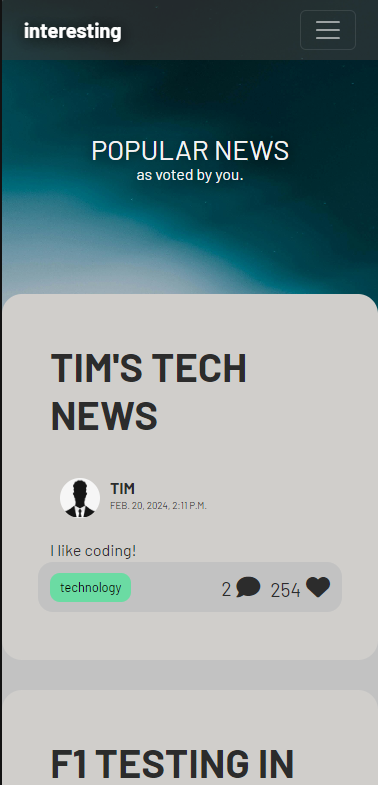 interesting
POPULAR NEWS
as voted by you.
TIM'S TECH
NEWS
TIM
FEB. 20, 2024, 2:11 P.M.
I like coding!
technology
2
254
F1 TESTING IN